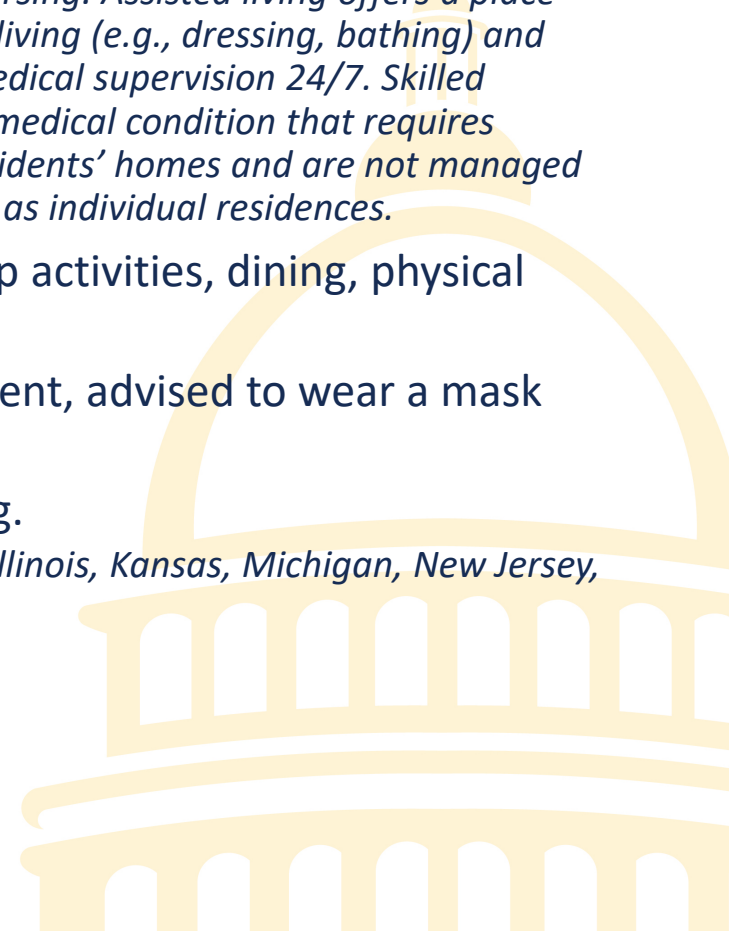 living (e.g., dressing, bathing) and
edical supervision 24/7. Skilled
medical condition that requires
idents’ homes and are not managed
as individual residences.
p activities, dining, physical
ent, advised to wear a mask
g.
llinois, Kansas, Michigan, New Jersey,